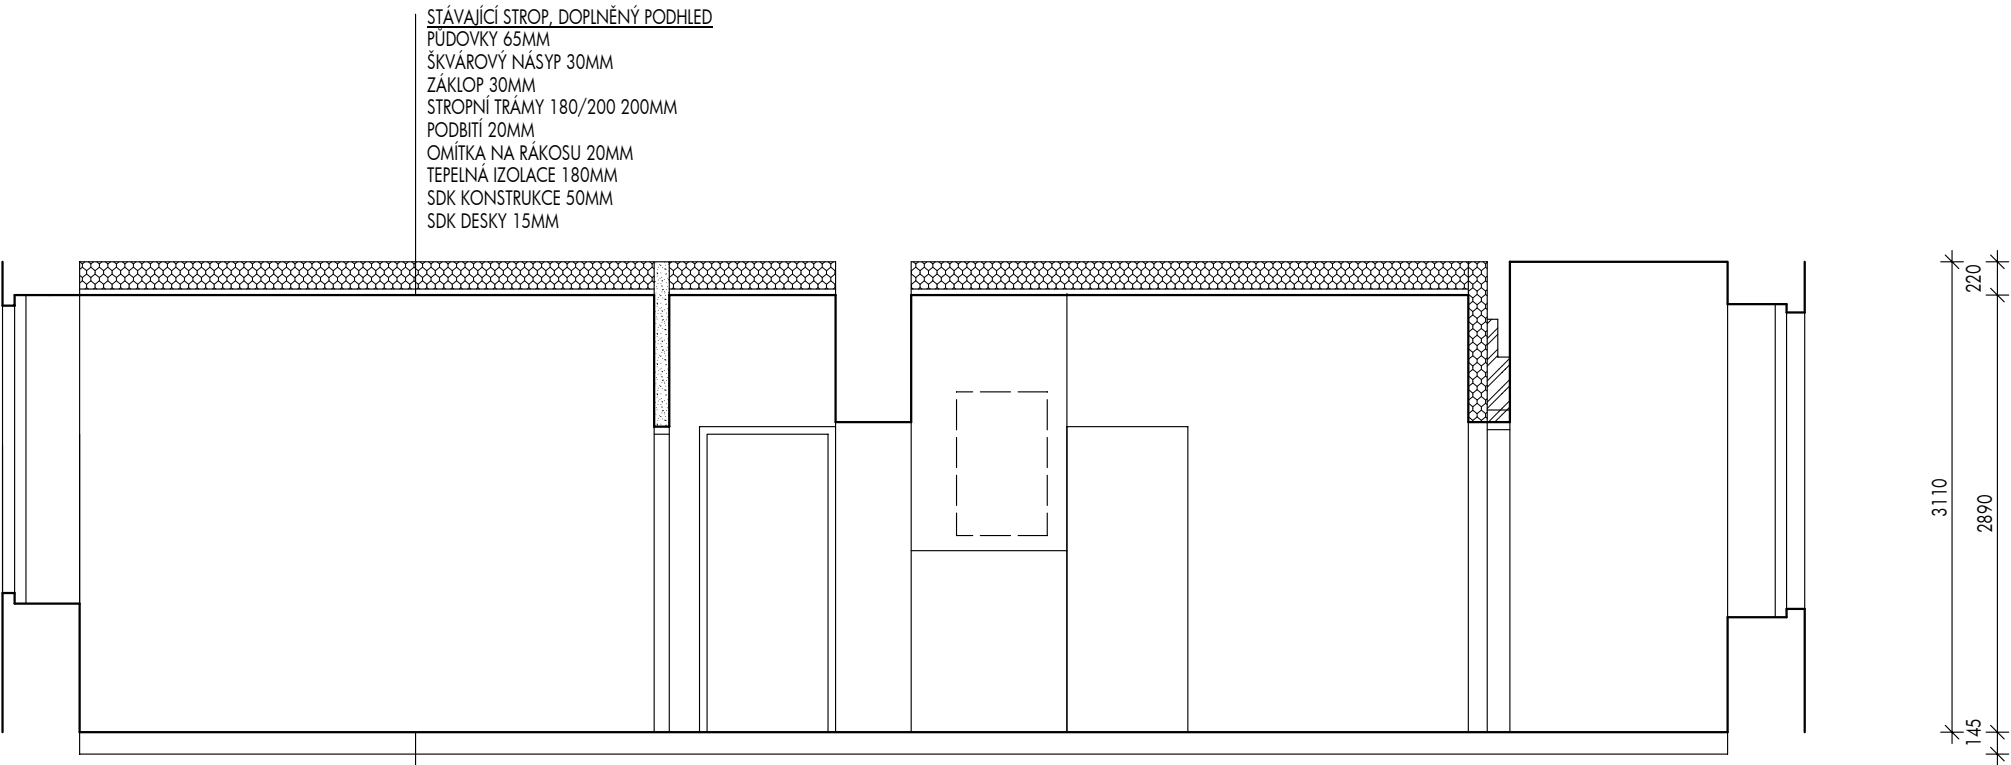 STÁVAJÍCÍ STROP, DOPLNĚNÝ PODHLED
PŮDOVKY 65MM
ŠKVÁROVÝ NÁSYP 30MM
ZÁKLOP 30MM
STROPNÍ TRÁMY 180/200 200MM
PODBITÍ 20MM
OMÍTKA NA RÁKOSU 20MM
TEPELNÁ IZOLACE 180MM
SDK KONSTRUKCE 50MM
SDK DESKY 15MM
220
3110
2890
145